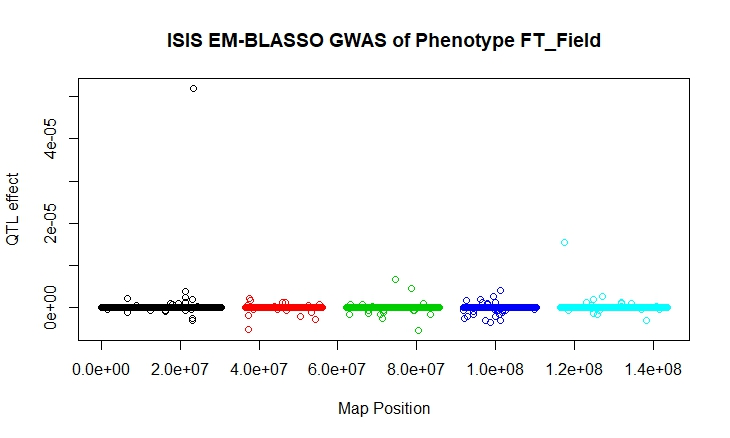 ISIS EM-BLASSO GWAS of Phenotype FT_Field
QTL effect
4e-05
2e-05
0e+00
0.0e+00 2.0e+07 4.0e+07 6.0e+07 8.0e+07 1.0e+08 1.2e+08 1.4e+08
Map Position